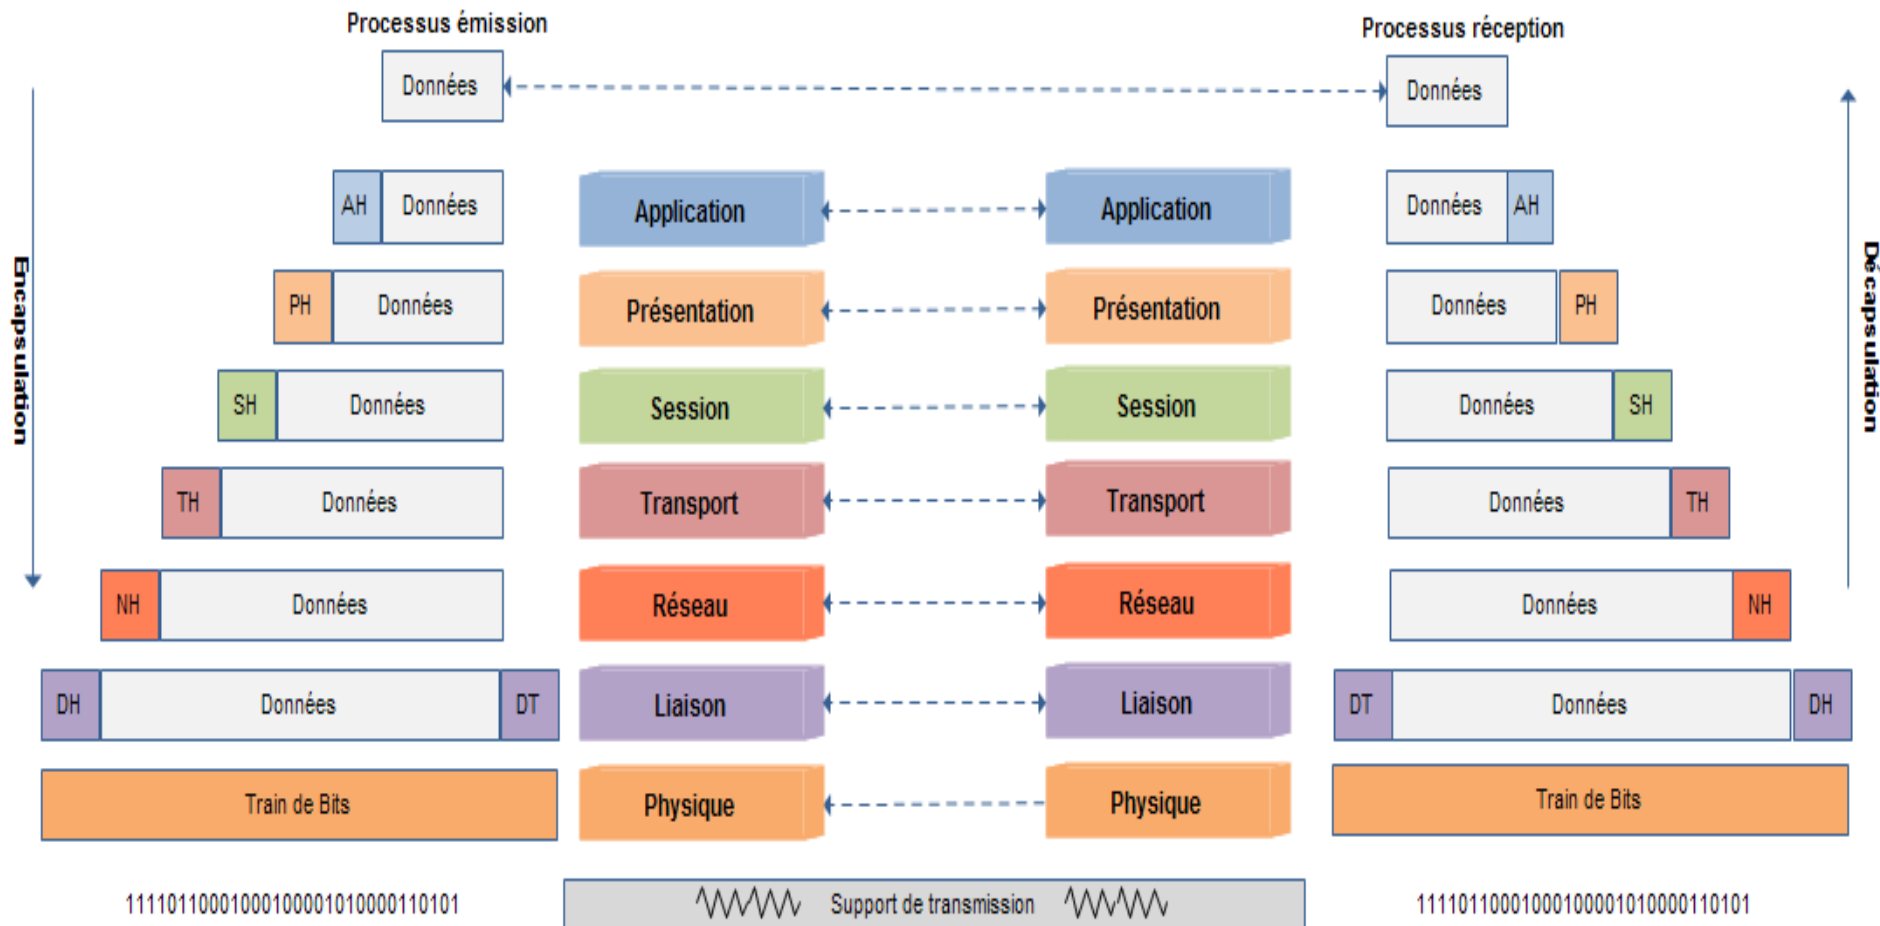 Processus émission
Processus réception
Données
Données
AH Données Application Application Données AH
PH Données Présentation Présentation Données PH
SH Données Session Session Données SH
TH Données Transport Transport Données TH
NH Données Réseau Réseau Données NH
DH Données DT Liaison Liaison DT Données DH
Train de Bits Physique Physique Train de Bits
1111011000100010000101000110101 Support de transmission 1111011000100010000101000110101
Encapsulation
Décapsulation